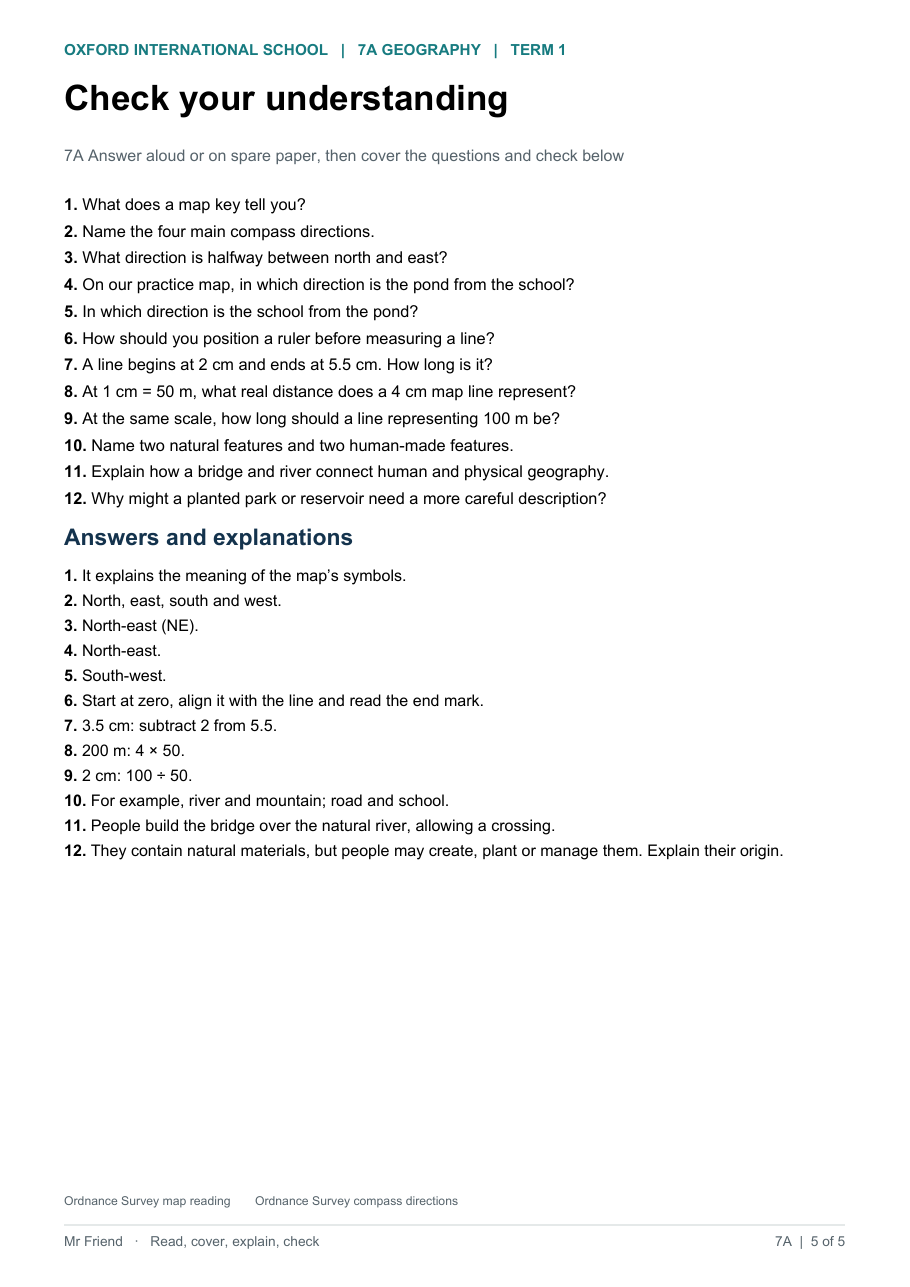 OXFORD INTERNATIONAL SCHOOL | 7A GEOGRAPHY | TERM 1
Check your understanding
7A Answer aloud or on spare paper, then cover the questions and check below
1. What does a map key tell you?
2. Name the four main compass directions.
3. What direction is halfway between north and east?
4. On our practice map, in which direction is the pond from the school?
5. In which direction is the school from the pond?
6. How should you position a ruler before measuring a line?
7. A line begins at 2 cm and ends at 5.5 cm. How long is it?
8. At 1 cm = 50 m, what real distance does a 4 cm map line represent?
9. At the same scale, how long should a line representing 100 m be?
10. Name two natural features and two human-made features.
11. Explain how a bridge and river connect human and physical geography.
12. Why might a planted park or reservoir need a more careful description?
Answers and explanations
1. It explains the meaning of the map’s symbols.
2. North, east, south and west.
3. North-east (NE).
4. North-east.
5. South-west.
6. Start at zero, align it with the line and read the end mark.
7. 3.5 cm: subtract 2 from 5.5.
8. 200 m: 4 × 50.
9. 2 cm: 100 ÷ 50.
10. For example, river and mountain; road and school.
11. People build the bridge over the natural river, allowing a crossing.
12. They contain natural materials, but people may create, plant or manage them. Explain their origin.
Ordnance Survey map reading Ordnance Survey compass directions
Mr Friend · Read, cover, explain, check 7A | 5 of 5